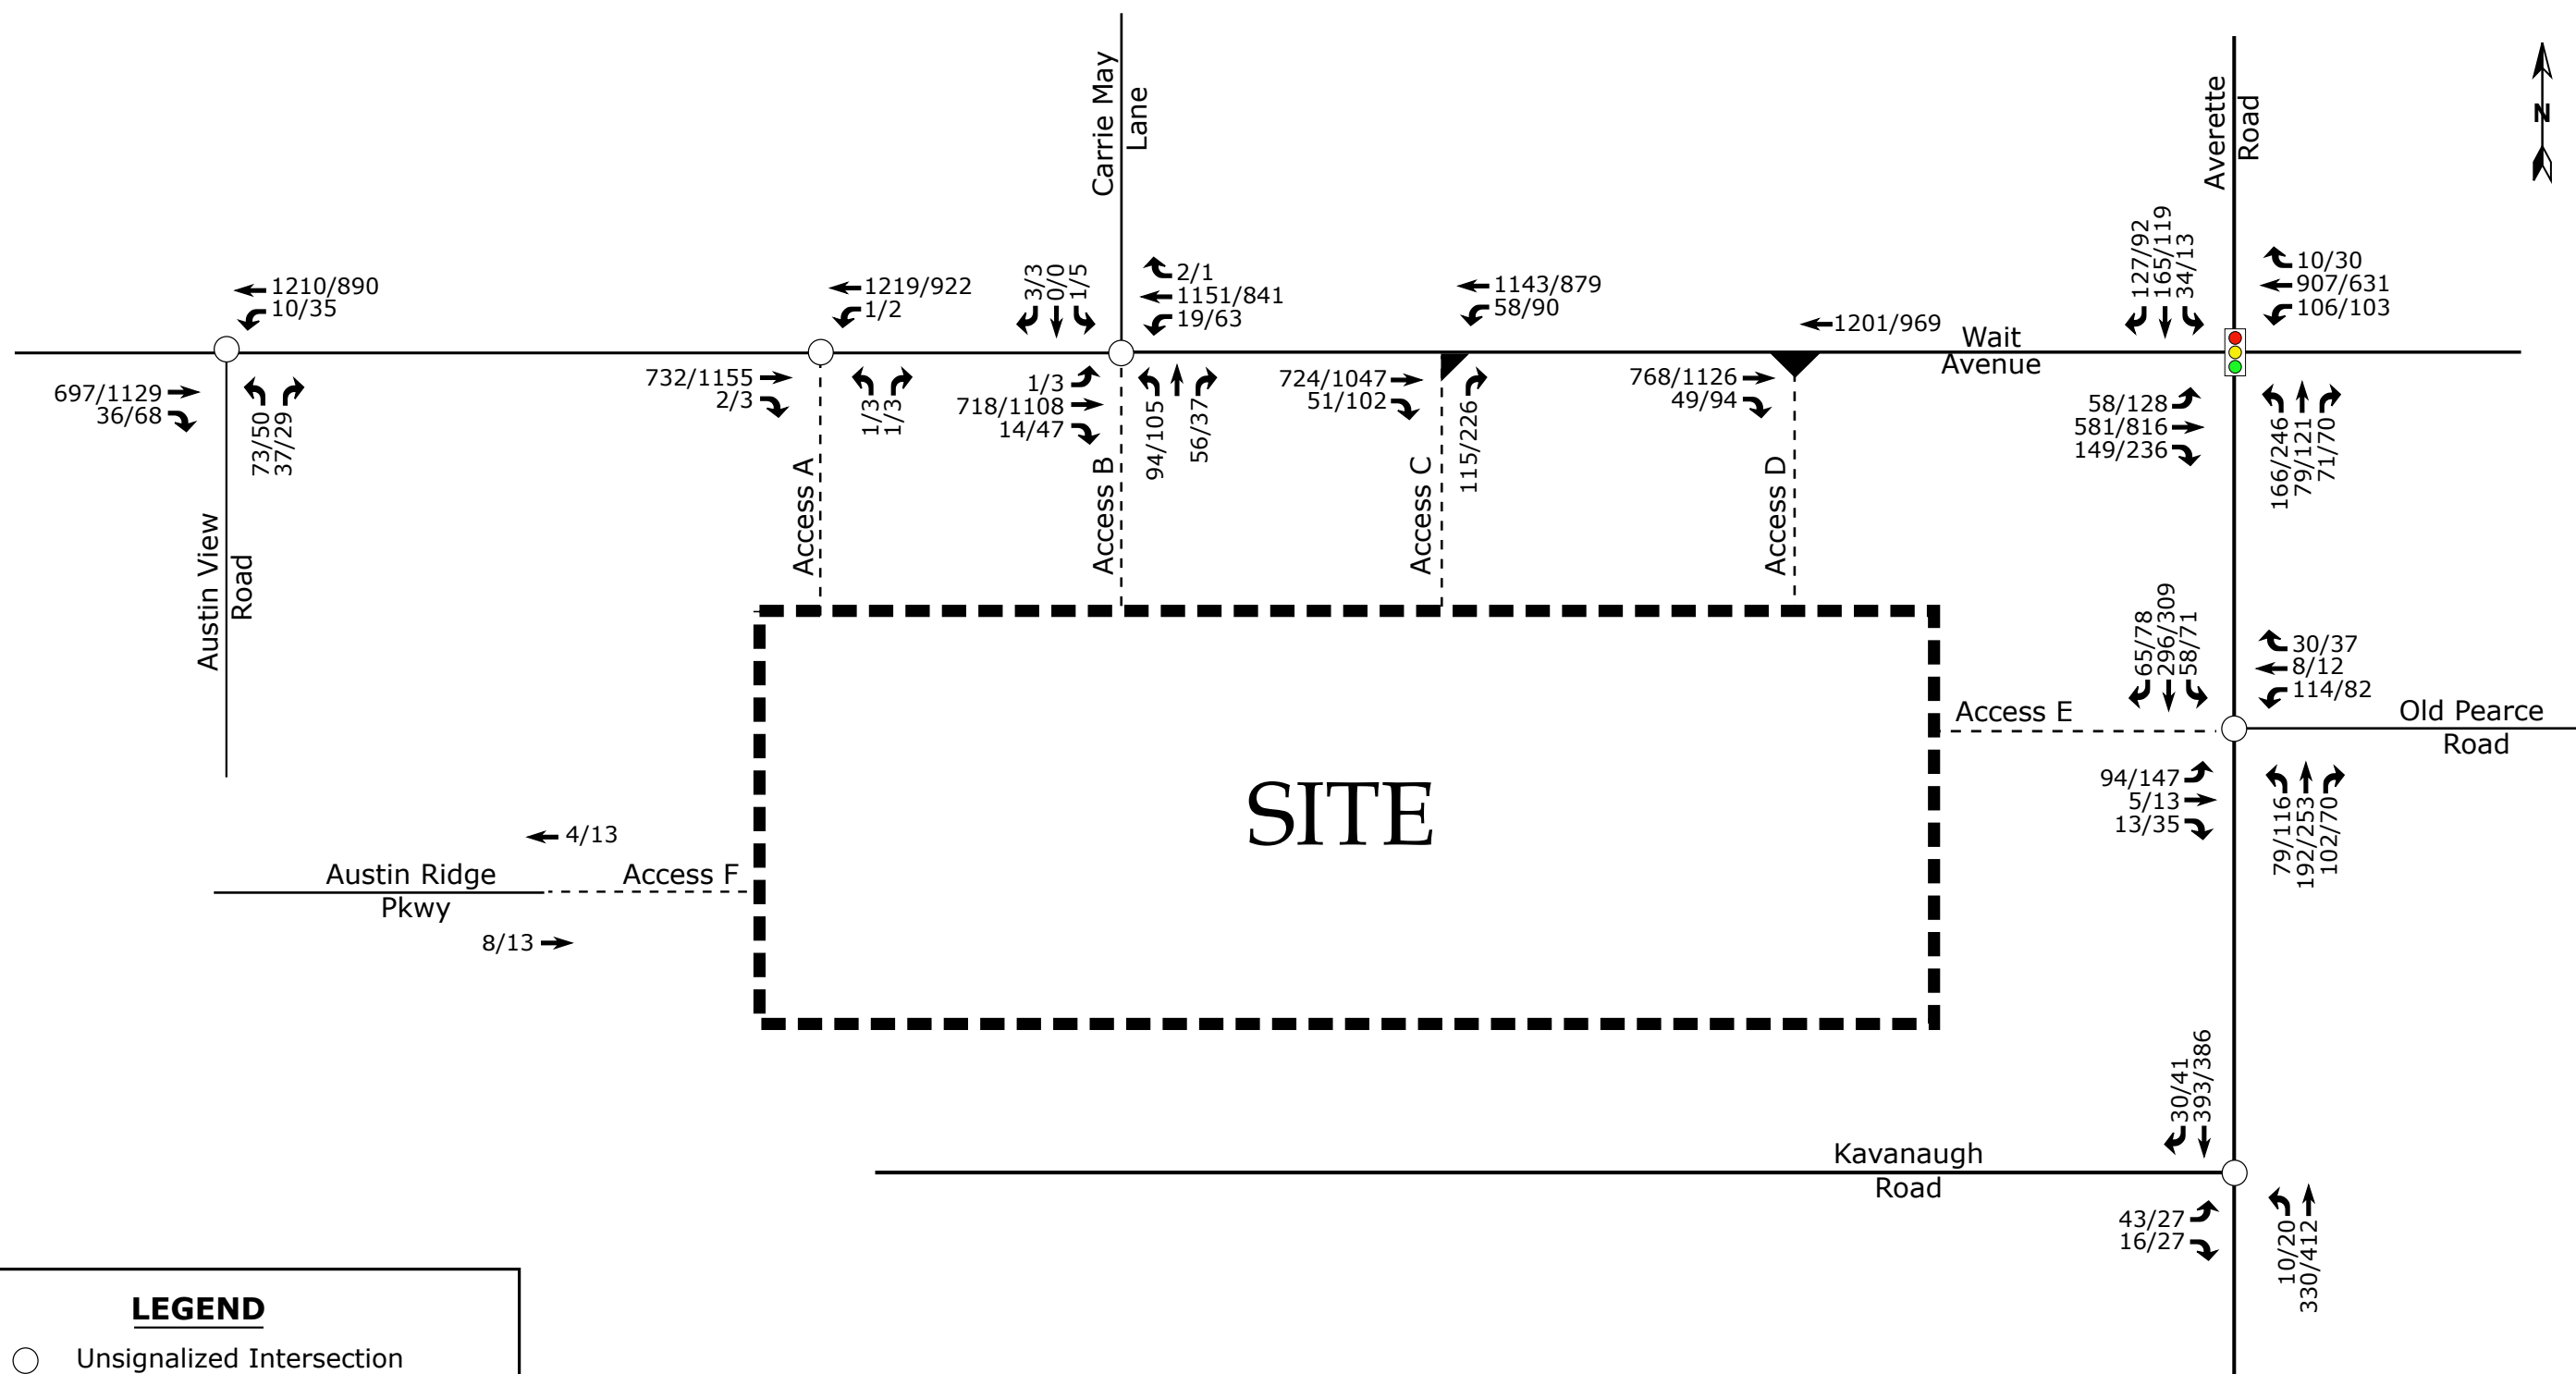 Carrie May
Lane
Averette
Road
N
1210/890
10/35
697/1129
36/68
73/50
37/29
Austin View
Road
1219/922
1/2
732/1155
2/3
1/3
1/3
Access A
3/3
0/0
1/5
2/1
1151/841
19/63
1/3
718/1108
14/47
94/105
56/37
Access B
1143/879
58/90
724/1047
51/102
115/226
Access C
1201/969
768/1126
49/94
Access D
Wait
Avenue
127/92
165/119
34/13
10/30
907/631
106/103
58/128
581/816
149/236
166/246
79/121
71/70
65/78
296/309
58/71
30/37
8/12
114/82
Access E
Old Pearce
Road
94/147
5/13
13/35
79/116
192/253
102/70
SITE
4/13
Austin Ridge
Pkwy
Access F
8/13
30/41
393/386
Kavanaugh
Road
43/27
16/27
10/20
330/412
LEGEND
Unsignalized Intersection